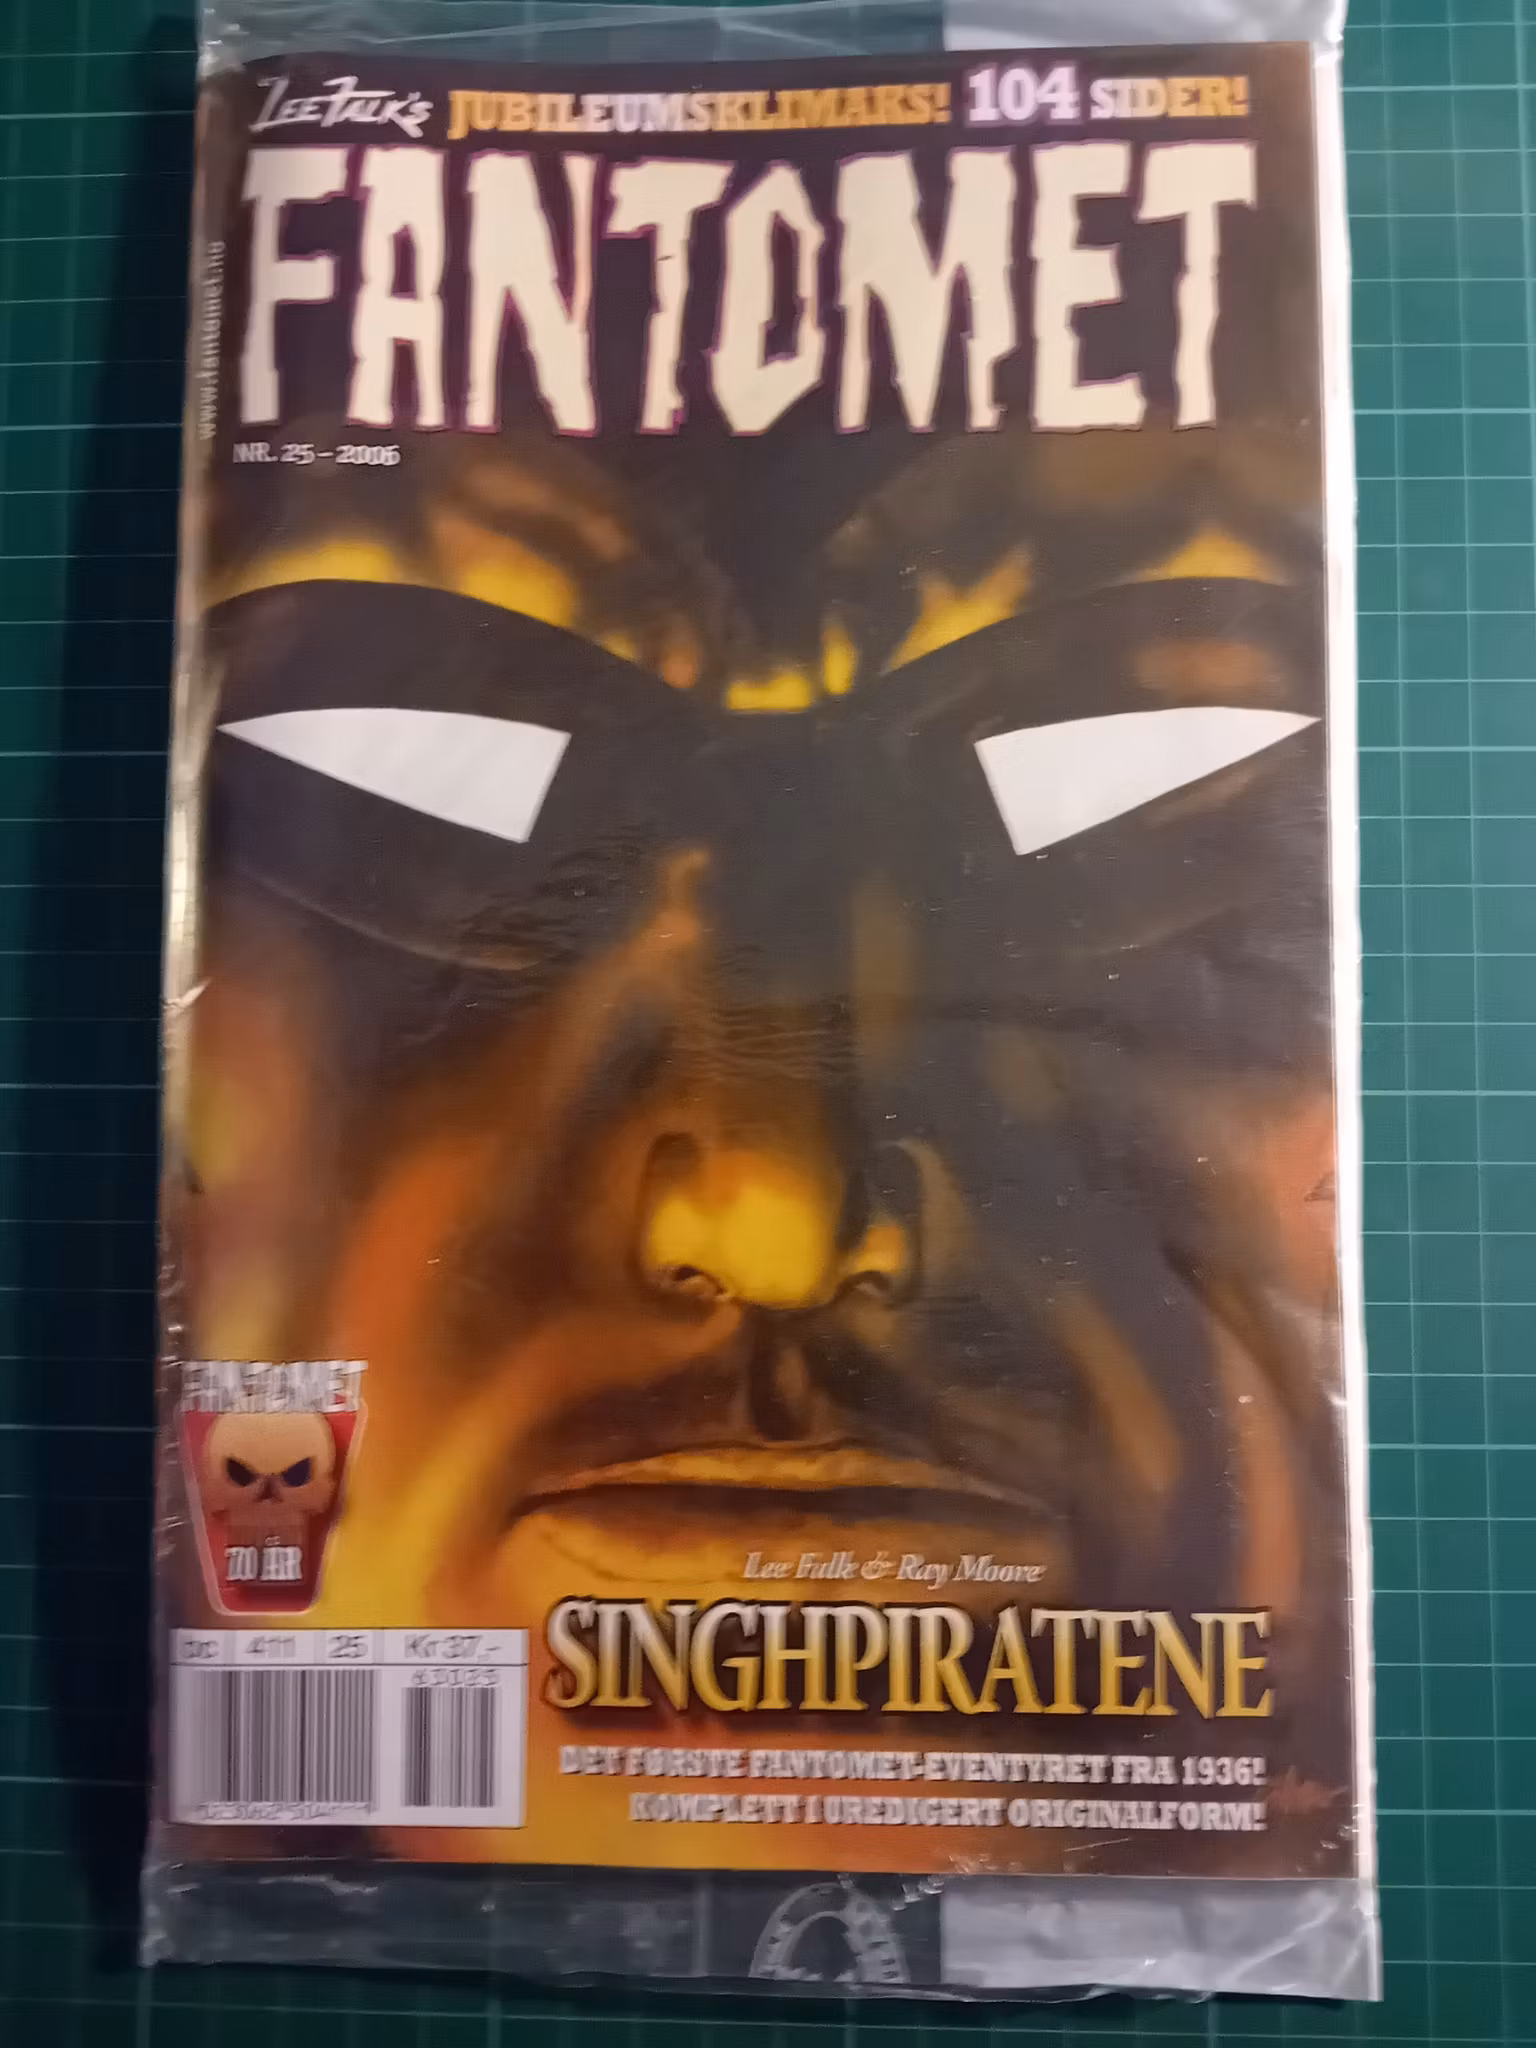 LEE FALK'S JUBILEUMSKLIMAKS! 104 SIDER!
FANTOMET
www.fantomet.no
NR. 25 - 2006
FANTOMET
70 ÅR
Lee Falk & Ray Moore
SINGHPIRATENE
DET FØRSTE FANTOMET-EVENTYRET FRA 1936!
KOMPLETT I UREDIGERT ORIGINALFORM!
411 25 Kr 37,-